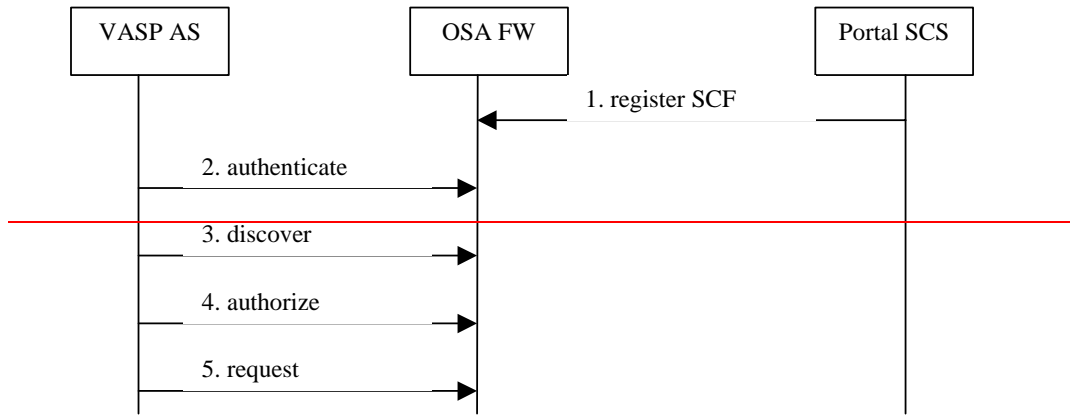 VASP AS
OSA FW
Portal SCS
1. register SCF
2. authenticate
3. discover
4. authorize
5. request